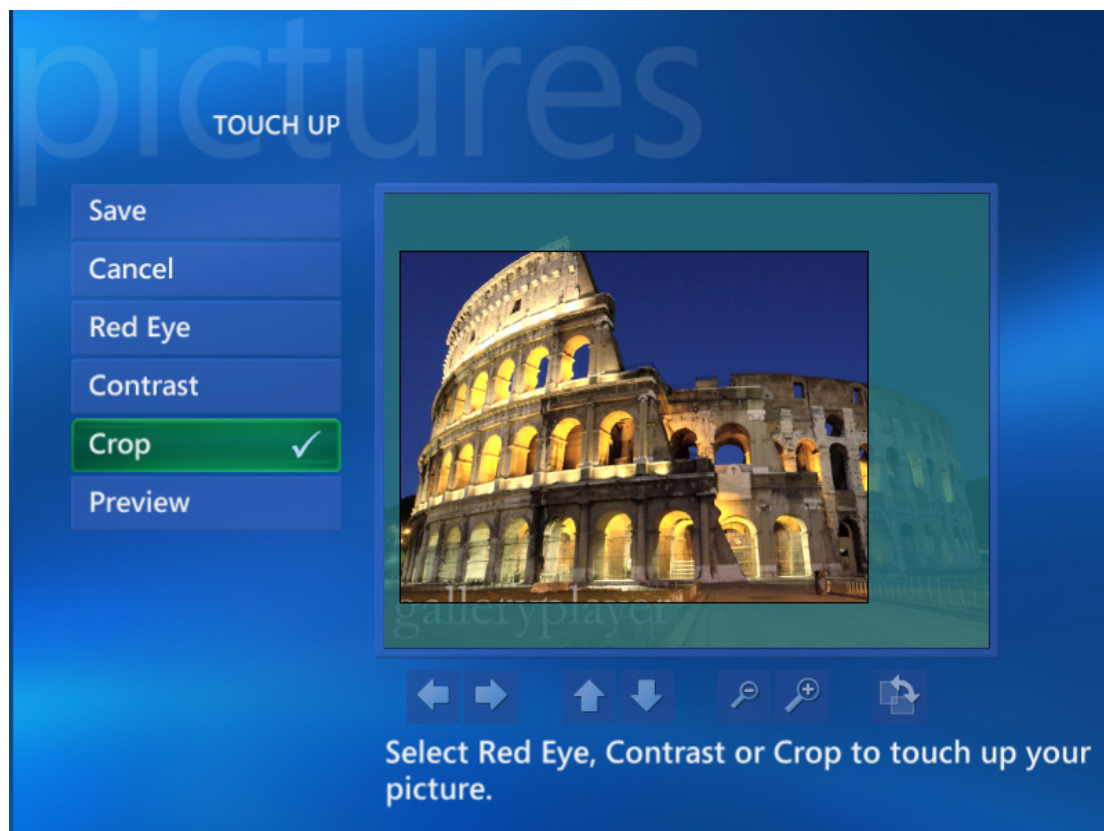 pictures
TOUCH UP
Save
Cancel
Red Eye
Contrast
Crop
Preview
galleryplayer
Select Red Eye, Contrast or Crop to touch up your
picture.